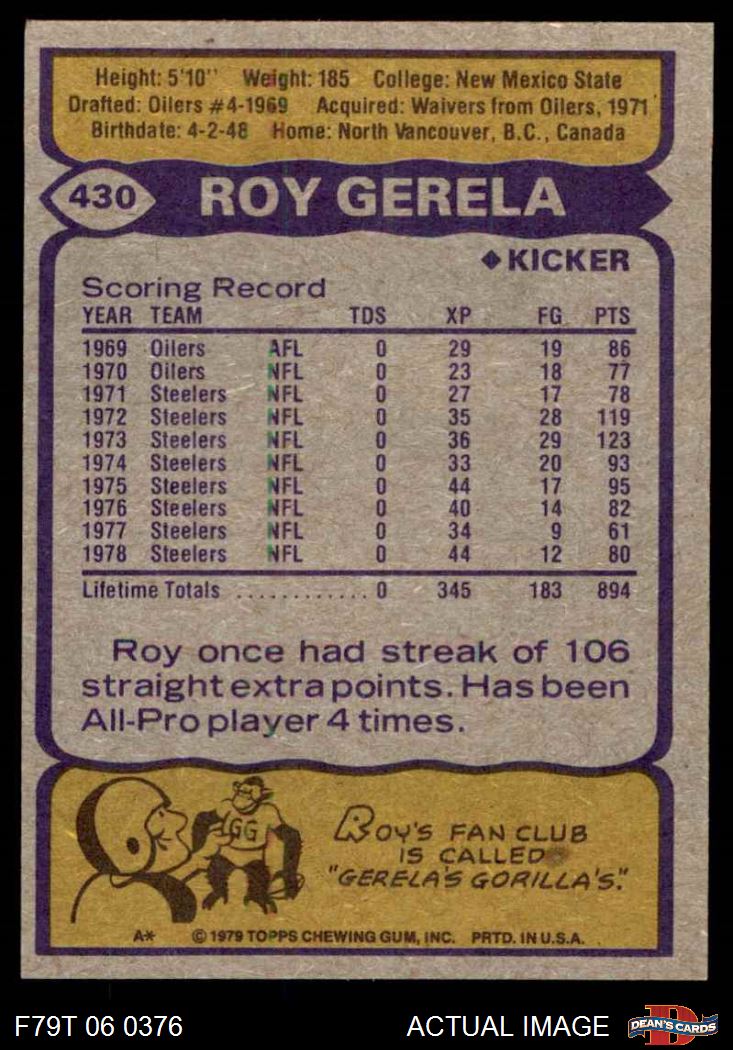 Height: 5'10" Weight: 185 College: New Mexico State
Drafted: Oilers #4-1969 Acquired: Waivers from Oilers, 1971
Birthdate: 4-2-48 Home: North Vancouver, B.C., Canada
430 ROY GERELA
◆ KICKER
Scoring Record
YEAR TEAM TDS XP FG PTS
1969 Oilers AFL 0 29 19 86
1970 Oilers NFL 0 23 18 77
1971 Steelers NFL 0 27 17 78
1972 Steelers NFL 0 35 28 119
1973 Steelers NFL 0 36 29 123
1974 Steelers NFL 0 33 20 93
1975 Steelers NFL 0 44 17 95
1976 Steelers NFL 0 40 14 82
1977 Steelers NFL 0 34 9 61
1978 Steelers NFL 0 44 12 80
Lifetime Totals ............ 0 345 183 894
Roy once had streak of 106
straight extra points. Has been
All-Pro player 4 times.
GG
ROY'S FAN CLUB
IS CALLED
"GERELA'S GORILLA'S."
A* © 1979 TOPPS CHEWING GUM, INC. PRTD. IN U.S.A.
F79T 06 0376 ACTUAL IMAGE D DEAN'S CARDS